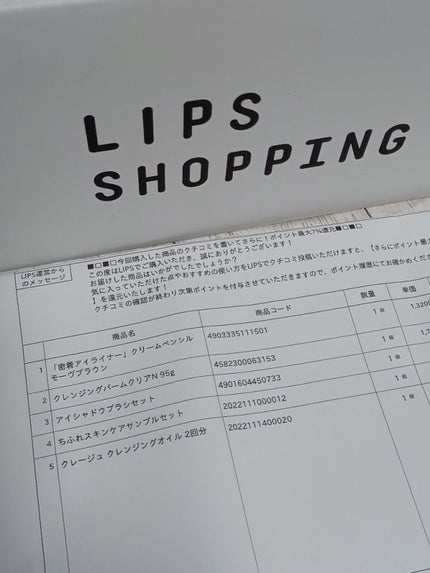 LIPS
SHOPPING
LIPS運営から
のメッセージ
■□■□今回購入した商品のクチコミを書いてさらに！ポイント最大7%還元■□■□
この度はLIPSでご購入いただき、誠にありがとうございます！
お届けした商品はいかがでしたでしょうか？
気に入っていただけた点やおすすめの使い方をLIPSでクチコミ投稿いただけますと、【さらにポイント最
】を還元いたします！
クチコミの確認が終わり次第ポイントを付与させていただきますので、ポイント履歴にてお確かめくださ
商品名 商品コード 数量 単価
1 「密着アイライナー」クリームペンシル 4903335111501 1 個 1,320
モーヴブラウン
2 クレンジングバームクリアN 95g 4582300063153 1 個
3 アイシャドウブラシセット 4901604450733 1 個
4 ちふれスキンケアサンプルセット 2022111000012 1 個
5 クレージュ クレンジングオイル 2回分 2022111400020 1 個